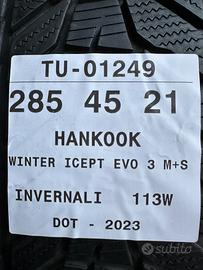 TU-01249
285 45 21
HANKOOK
WINTER ICEPT EVO 3 M+S
INVERNALI 113W
DOT - 2023
subito